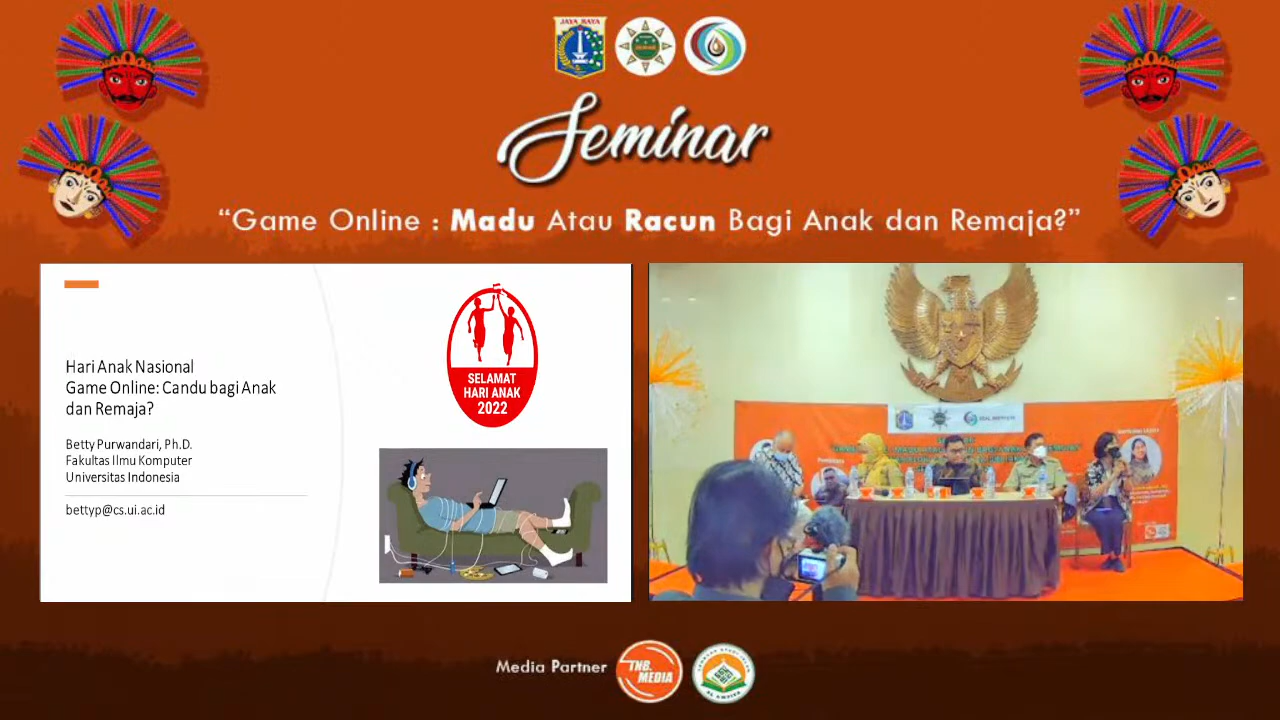 JAYA RAYA
Seminar
“Game Online : Madu Atau Racun Bagi Anak dan Remaja?”
Hari Anak Nasional
Game Online: Candu bagi Anak
dan Remaja?
Betty Purwandari, Ph.D.
Fakultas Ilmu Komputer
Universitas Indonesia
bettyp@cs.ui.ac.id
SELAMAT
HARI ANAK
2022
Media Partner
TNB.
MEDIA